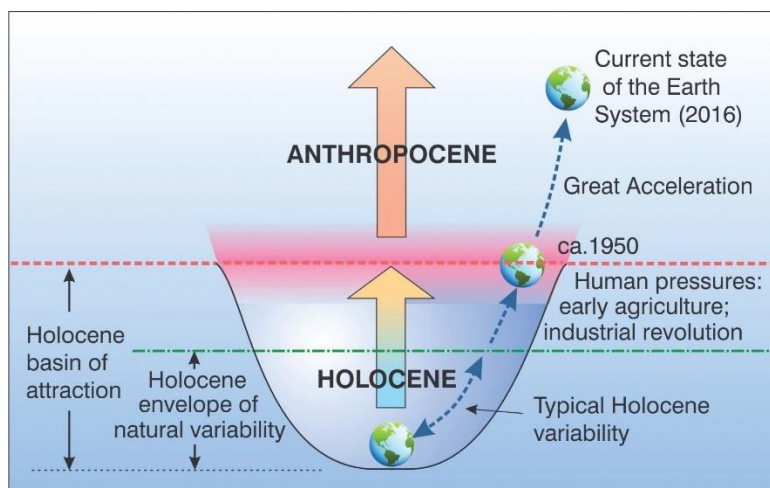 Current state
of the Earth
System (2016)
ANTHROPOCENE
Great Acceleration
ca.1950
Human pressures:
early agriculture;
industrial revolution
Holocene
basin of
attraction
Holocene
envelope of
natural variability
HOLOCENE
Typical Holocene
variability